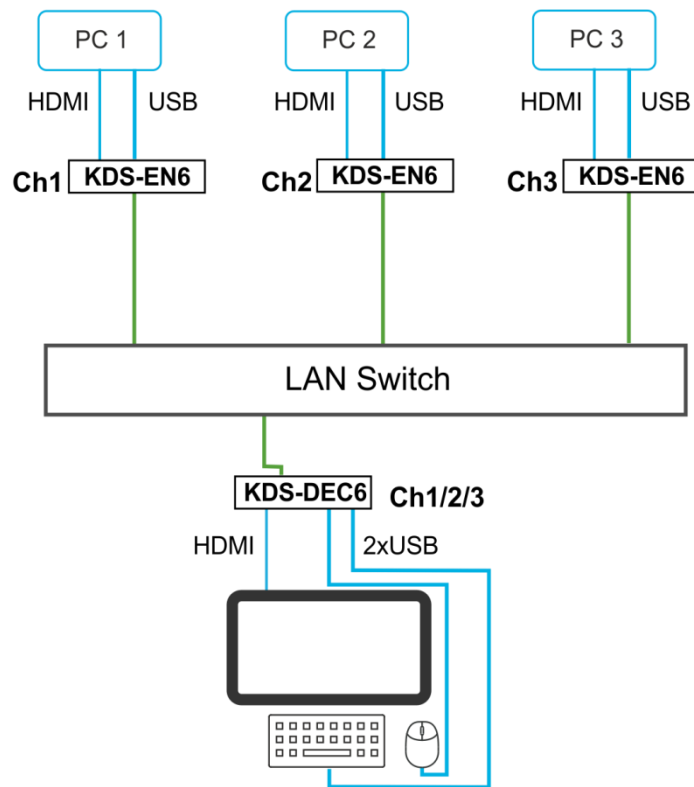 PC 1
PC 2
PC 3
HDMI USB
HDMI USB
HDMI USB
Ch1 KDS-EN6
Ch2 KDS-EN6
Ch3 KDS-EN6
LAN Switch
KDS-DEC6 Ch1/2/3
HDMI 2xUSB